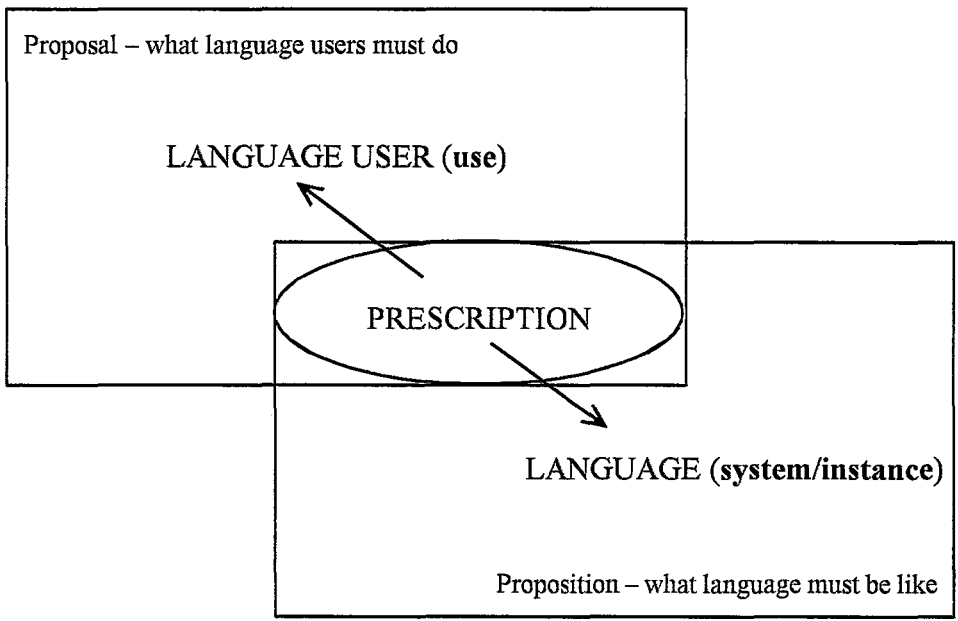 Proposal – what language users must do
LANGUAGE USER (use)
PRESCRIPTION
LANGUAGE (system/instance)
Proposition – what language must be like